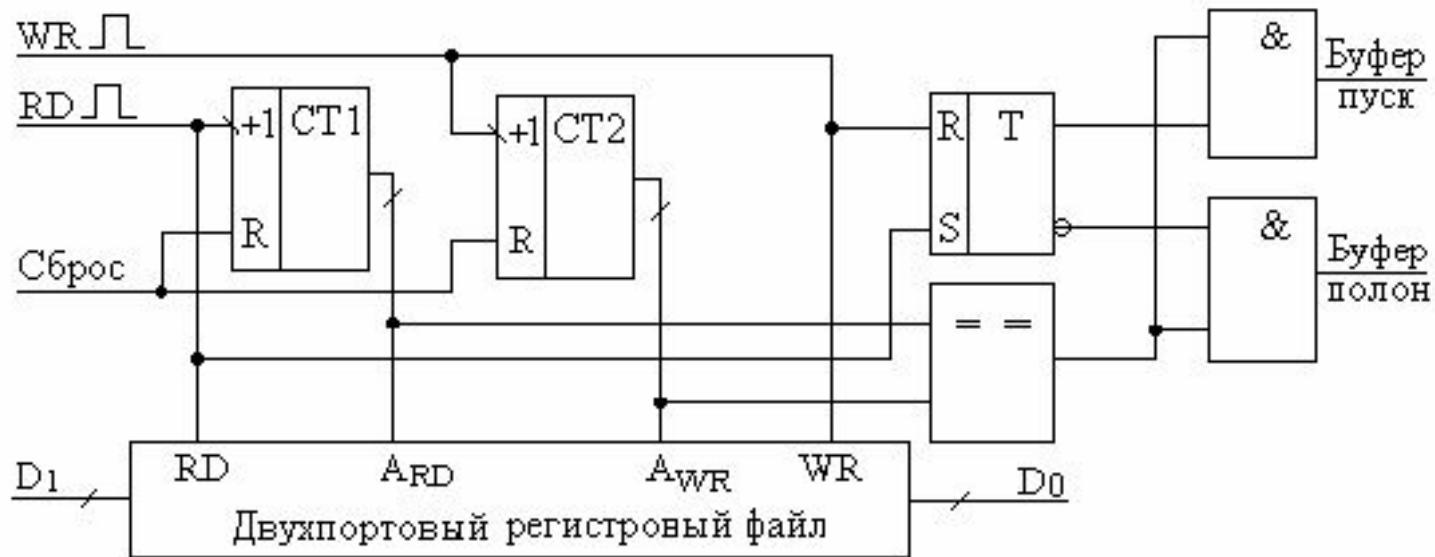 WR
RD
Сброс
+1 CT1
R
+1 CT2
R
R T
S
= =
&
Буфер
пуск
&
Буфер
полон
D1
RD ARD AWR WR
D0
Двухпортовый регистровый файл